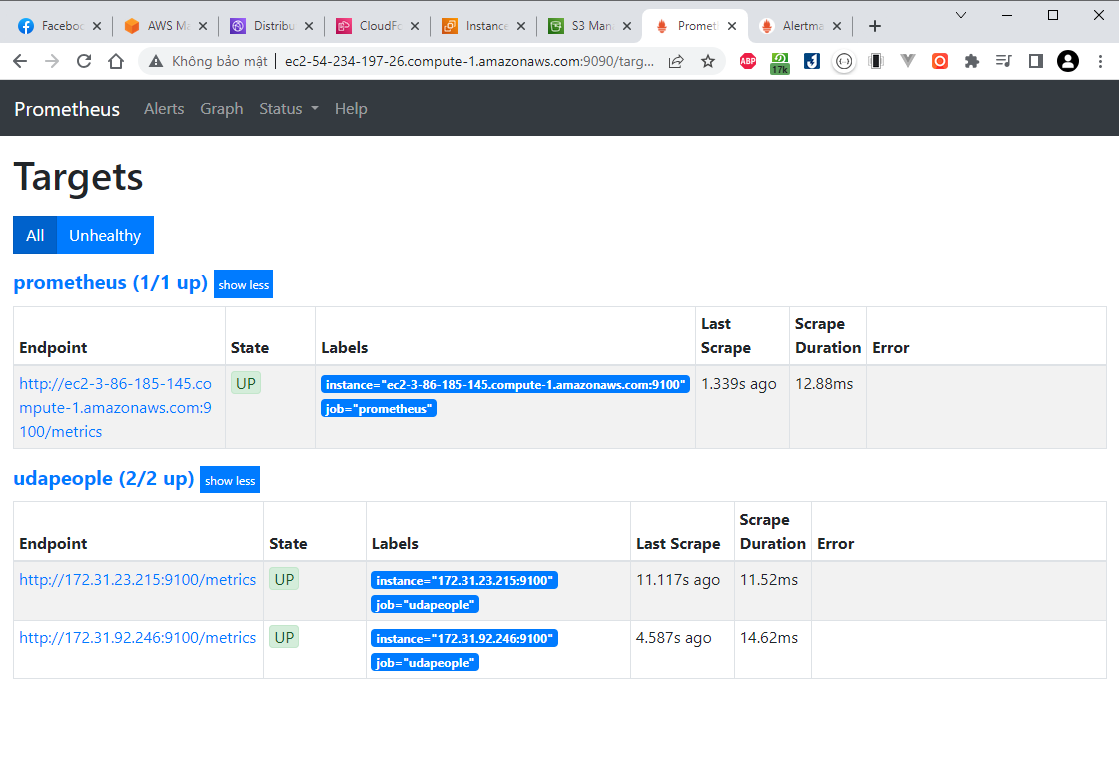 Faceboo
AWS Ma
Distribu
CloudFo
Instance
S3 Mana
Prometh
Alertma
Không bảo mật
ec2-54-234-197-26.compute-1.amazonaws.com:9090/targ...
ABP
17k
Prometheus Alerts Graph Status Help
Targets
All Unhealthy
prometheus (1/1 up) show less
Endpoint State Labels Last Scrape Scrape Duration Error
http://ec2-3-86-185-145.co
mpute-1.amazonaws.com:9
100/metrics
UP
instance="ec2-3-86-185-145.compute-1.amazonaws.com:9100"
job="prometheus"
1.339s ago 12.88ms
udapeople (2/2 up) show less
Endpoint State Labels Last Scrape Scrape Duration Error
http://172.31.23.215:9100/metrics UP instance="172.31.23.215:9100" 11.117s ago 11.52ms
job="udapeople"
http://172.31.92.246:9100/metrics UP instance="172.31.92.246:9100" 4.587s ago 14.62ms
job="udapeople"